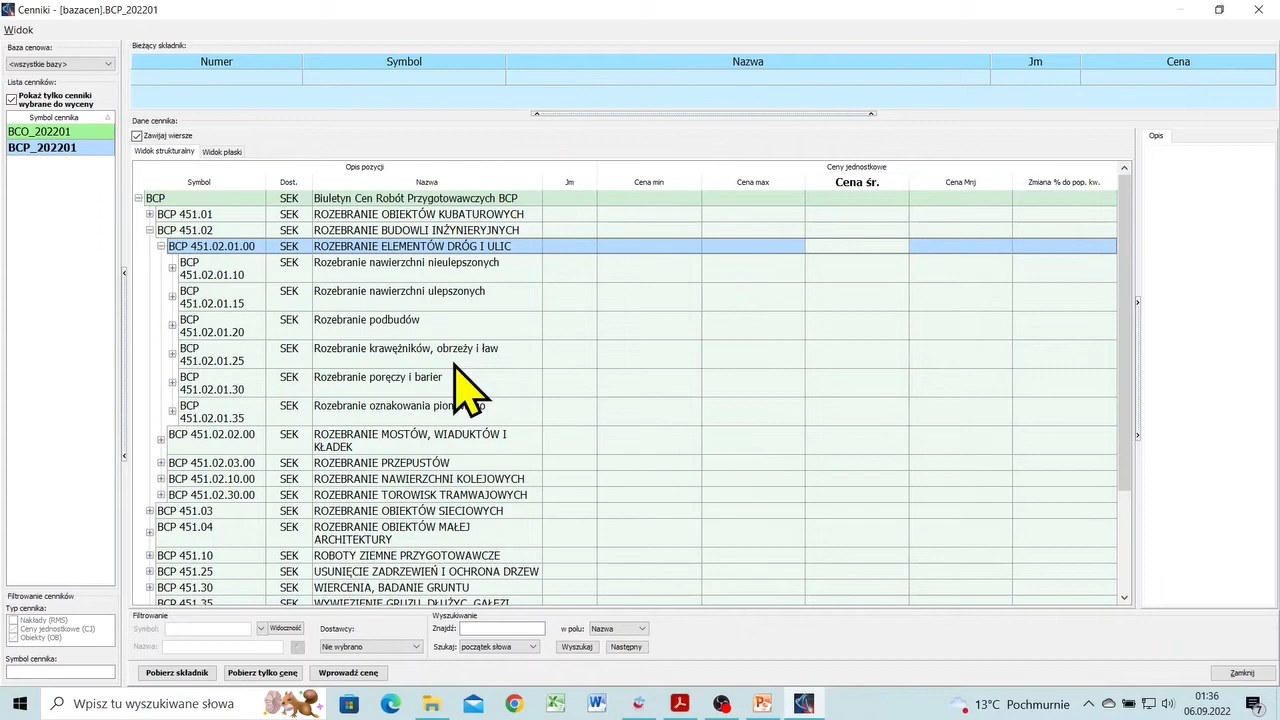 Cenniki - [bazacen].BCP_202201
Widok
Baza cenowa:
<wszystkie bazy>
Lista cenników:
Pokaż tylko cenniki
wybrane do wyceny
Symbol cennika
BCO_202201
BCP_202201
Bieżący składnik:
Numer Symbol Nazwa Jm Cena
Dane cennika:
Zawijaj wiersze
Widok strukturalny Widok płaski
Opis pozycji Ceny jednostkowe
Symbol Dost. Nazwa Jm Cena min Cena max Cena śr. Cena Mnj Zmiana % do pop. kw.
BCP SEK Biuletyn Cen Robót Przygotowawczych BCP
BCP 451.01 SEK ROZEBRANIE OBIEKTÓW KUBATUROWYCH
BCP 451.02 SEK ROZEBRANIE BUDOWLI INŻYNIERYJNYCH
BCP 451.02.01.00 SEK ROZEBRANIE ELEMENTÓW DRÓG I ULIC
BCP SEK Rozebranie nawierzchni nieulepszonych
451.02.01.10
BCP SEK Rozebranie nawierzchni ulepszonych
451.02.01.15
BCP SEK Rozebranie podbudów
451.02.01.20
BCP SEK Rozebranie krawężników, obrzeży i ław
451.02.01.25
BCP SEK Rozebranie poręczy i barier
451.02.01.30
BCP SEK Rozebranie oznakowania
451.02.01.35
BCP 451.02.02.00 SEK ROZEBRANIE MOSTÓW, WIADUKTÓW I
KŁADEK
BCP 451.02.03.00 SEK ROZEBRANIE PRZEPUSTÓW
BCP 451.02.10.00 SEK ROZEBRANIE NAWIERZCHNI KOLEJOWYCH
BCP 451.02.30.00 SEK ROZEBRANIE TOROWISK TRAMWAJOWYCH
BCP 451.03 SEK ROZEBRANIE OBIEKTÓW SIECIOWYCH
BCP 451.04 SEK ROZEBRANIE OBIEKTÓW MAŁEJ
ARCHITEKTURY
BCP 451.10 SEK ROBOTY ZIEMNE PRZYGOTOWAWCZE
BCP 451.25 SEK USUNIĘCIE ZADRZEWIEŃ I OCHRONA DRZEW
BCP 451.30 SEK WIERCENIA, BADANIE GRUNTU
BCP 451.35 SEK WYWIEZIENIE GRUZU, DŁUŻYC, GAŁĘZI
Opis
Filtrowanie cenników
Typ cennika:
Nakłady (RMS)
Ceny jednostkowe (CJ)
Obiekty (OB)
Symbol cennika:
Filtrowanie
Symbol: Widoczność
Nazwa:
Dostawcy:
Nie wybrano
Wyszukiwanie
Znajdź: w polu: Nazwa
Szukaj: początek słowa Wyszukaj Następny
Pobierz składnik Pobierz tylko cenę Wprowadź cenę Zamknij
Wpisz tu wyszukiwane słowa
13°C Pochmurnie
01:36
06.09.2022
7